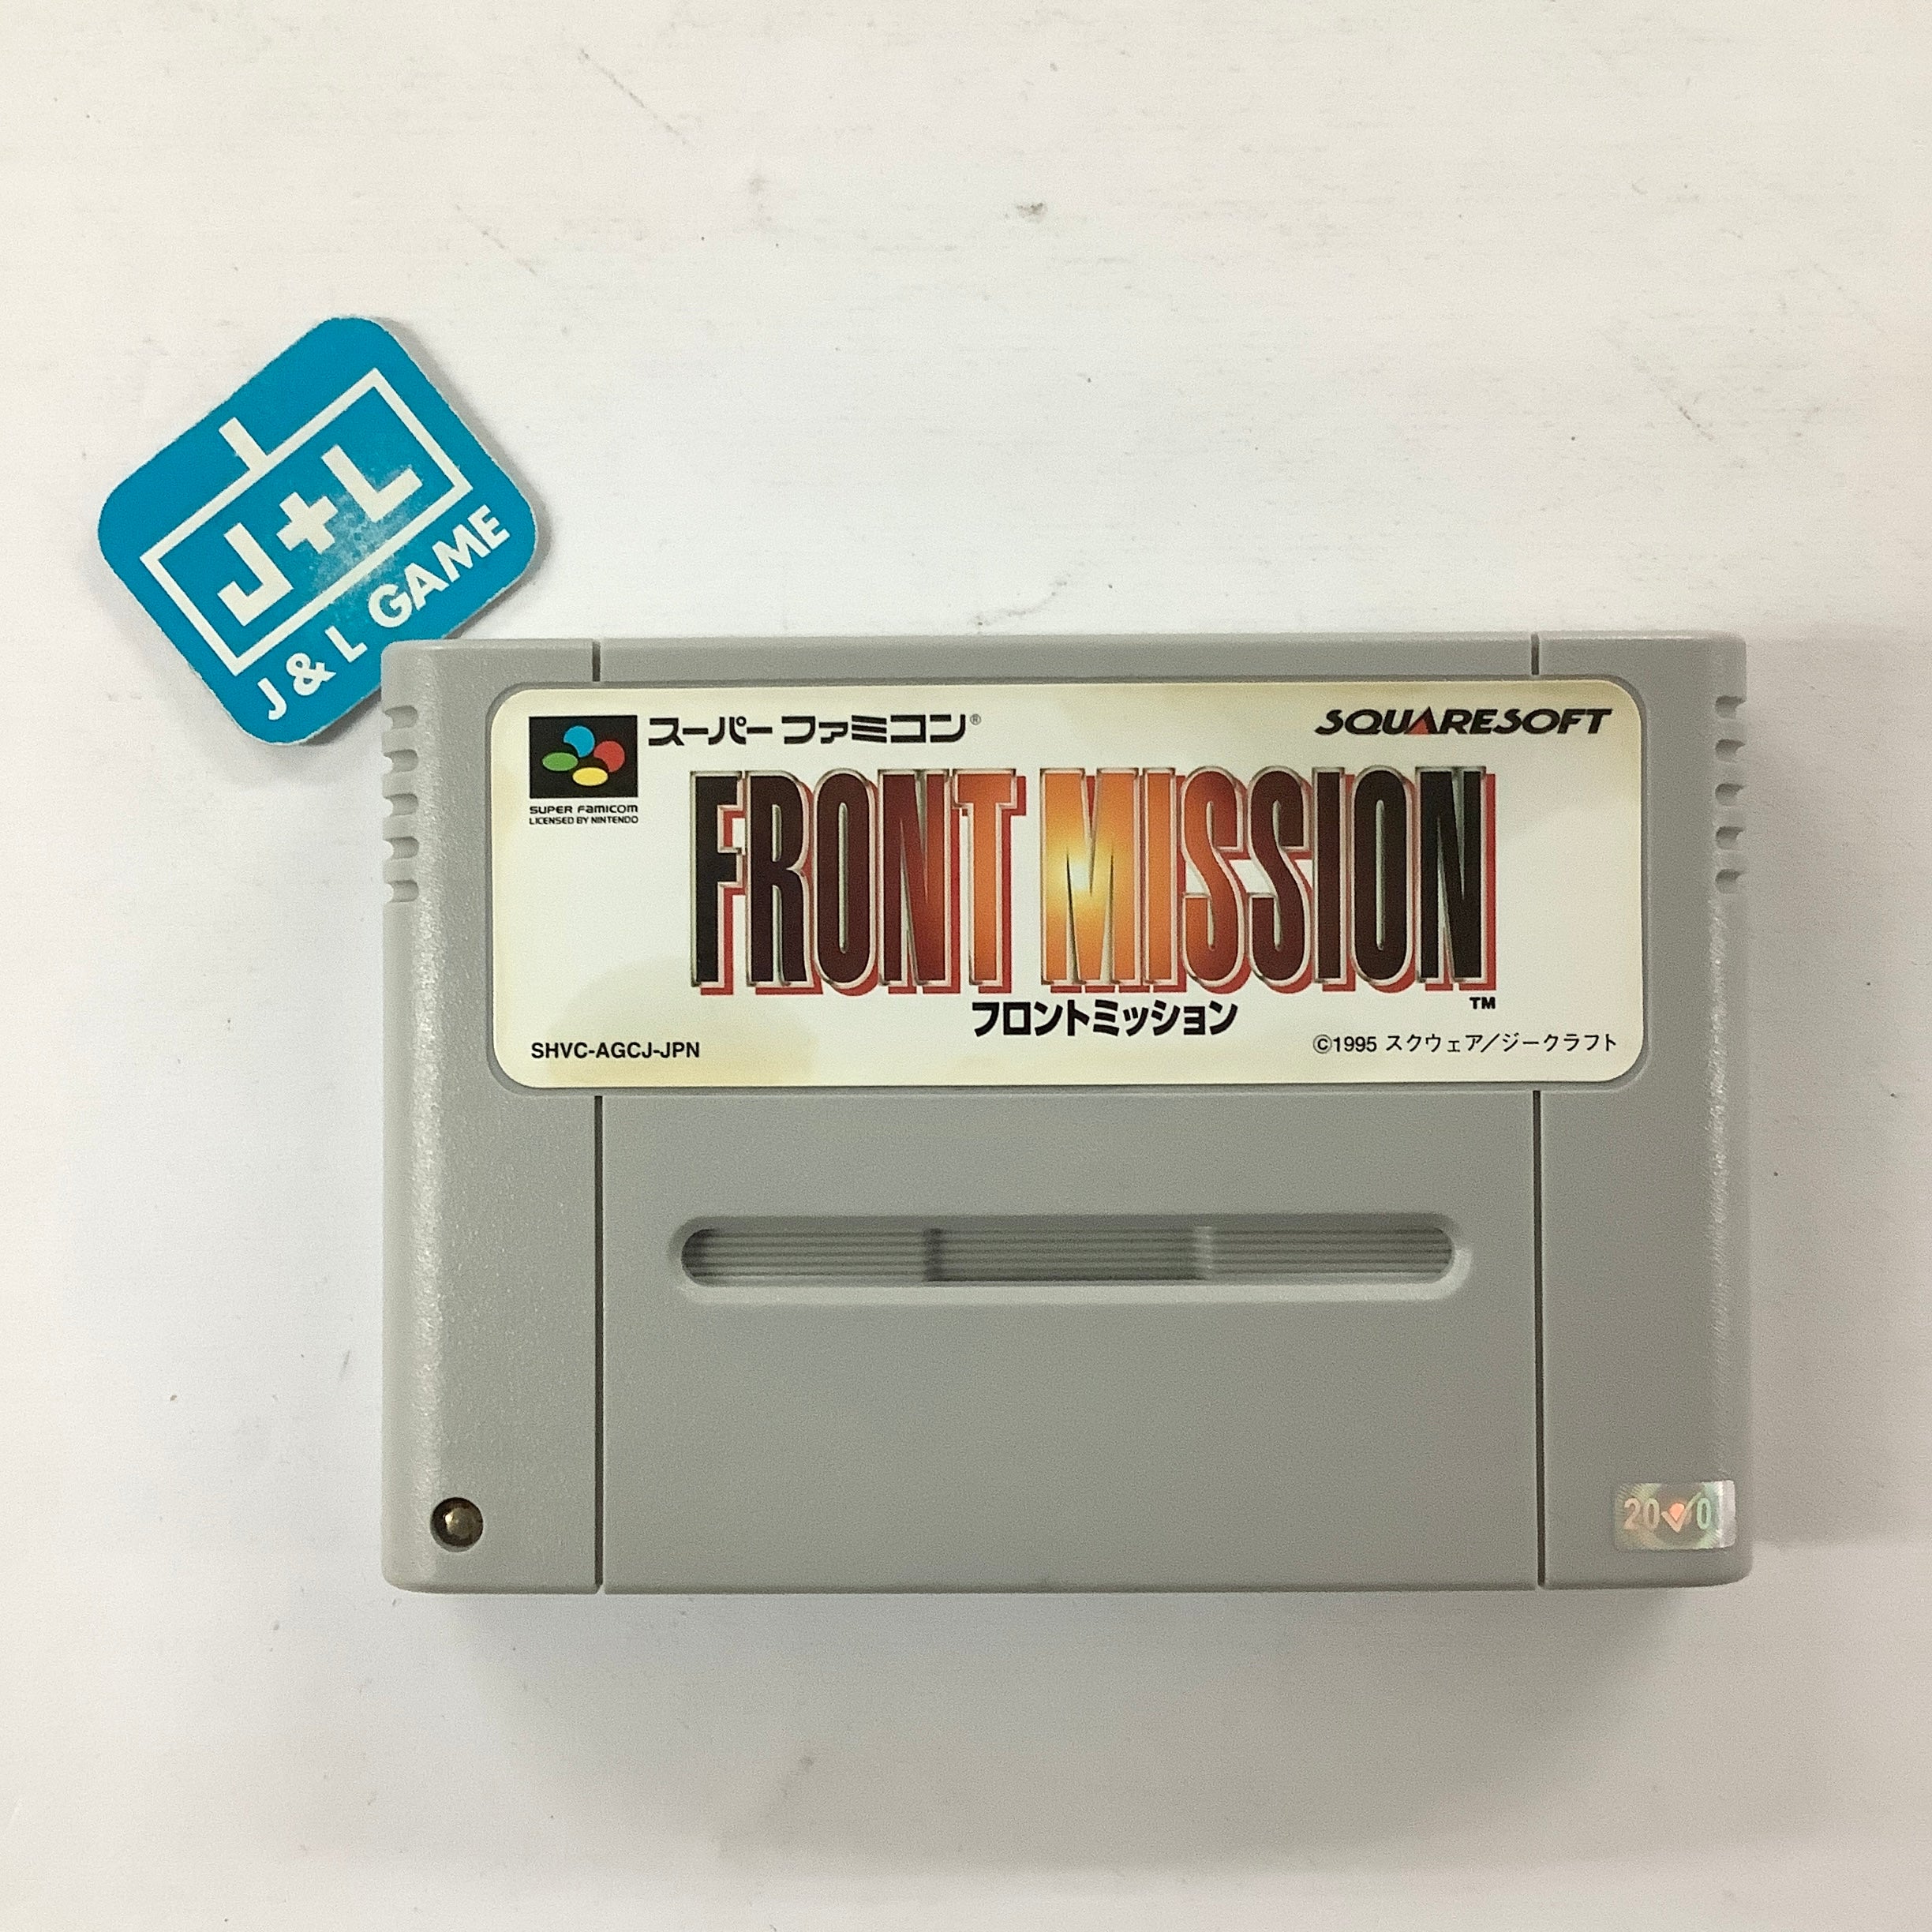 J+L
J & L GAME
スーパーファミコン®
SQUARESOFT
SUPER FAMICOM
LICENSED BY NINTENDO
FRONT MISSION
TM
フロントミッション
SHVC-AGCJ-JPN
©1995 スクウェア／ジークラフト